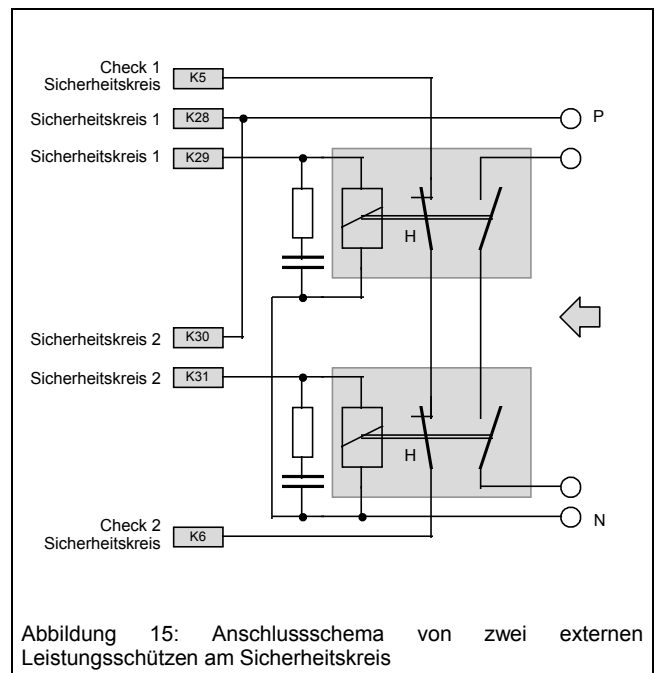 Check 1
Sicherheitskreis K5
Sicherheitskreis 1 K28 P
Sicherheitskreis 1 K29
H
Sicherheitskreis 2 K30
Sicherheitskreis 2 K31
H
N
Check 2
Sicherheitskreis K6
Abbildung 15: Anschlussschema von zwei externen
Leistungsschützen am Sicherheitskreis